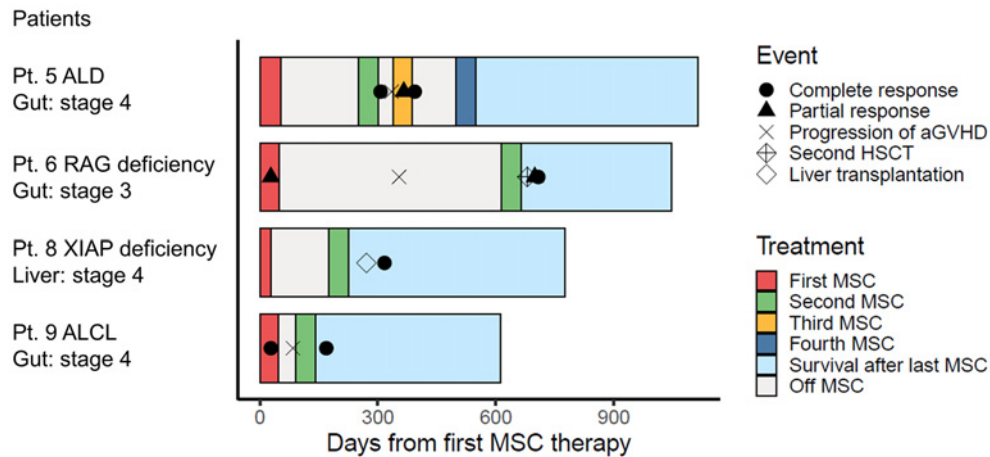 Patients
Pt. 5 ALD
Gut: stage 4
Pt. 6 RAG deficiency
Gut: stage 3
Pt. 8 XIAP deficiency
Liver: stage 4
Pt. 9 ALCL
Gut: stage 4
0 300 600 900
Days from first MSC therapy
Event
Complete response
Partial response
Progression of aGVHD
Second HSCT
Liver transplantation
Treatment
First MSC
Second MSC
Third MSC
Fourth MSC
Survival after last MSC
Off MSC